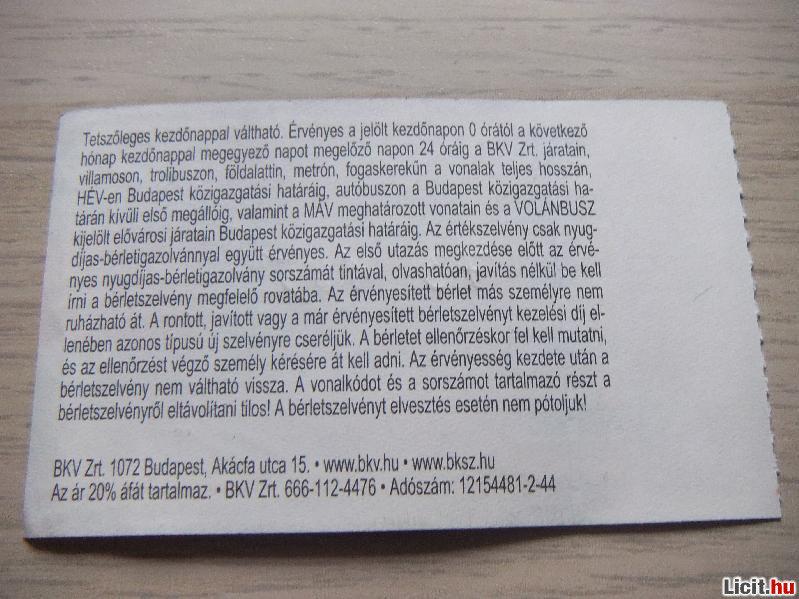 Tetszőleges kezdőnappal váltható. Érvényes a jelölt kezdőnapon 0 órától a következő
hónap kezdőnappal megegyező napot megelőző napon 24 óráig a BKV Zrt. járatain,
villamoson, trolibuszon, földalattin, metrón, fogaskerekűn a vonalak teljes hosszán,
HÉV-en Budapest közigazgatási határáig, autóbuszon a Budapest közigazgatási ha-
tárán kívüli első megállóig, valamint a MÁV meghatározott vonatain és a VOLÁNBUSZ
kijelölt elővárosi járatain Budapest közigazgatási határáig. Az értékszelvény csak nyug-
díjas-bérletigazolvánnyal együtt érvényes. Az első utazás megkezdése előtt az érvé-
nyes nyugdíjas-bérletigazolvány sorszámát tintával, olvashatóan, javítás nélkül be kell
írni a bérletszelvény megfelelő rovatába. Az érvényesített bérlet más személyre nem
ruházható át. A rontott, javított vagy a már érvényesített bérletszelvényt kezelési díj el-
lenében azonos típusú új szelvényre cseréljük. A bérletet ellenőrzéskor fel kell mutatni,
és az ellenőrzést végző személy kérésére át kell adni. Az érvényesség kezdete után a
bérletszelvény nem váltható vissza. A vonalkódot és a sorszámot tartalmazó részt a
bérletszelvényről eltávolítani tilos! A bérletszelvényt elvesztés esetén nem pótoljuk!
BKV Zrt. 1072 Budapest, Akácfa utca 15. • www.bkv.hu • www.bksz.hu
Az ár 20% áfát tartalmaz. • BKV Zrt. 666-112-4476 • Adószám: 12154481-2-44
Licit.hu